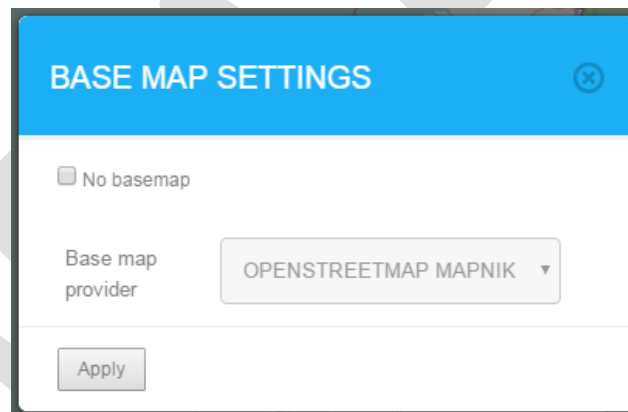 BASE MAP SETTINGS
No basemap
Base map
provider
OPENSTREETMAP MAPNIK
Apply